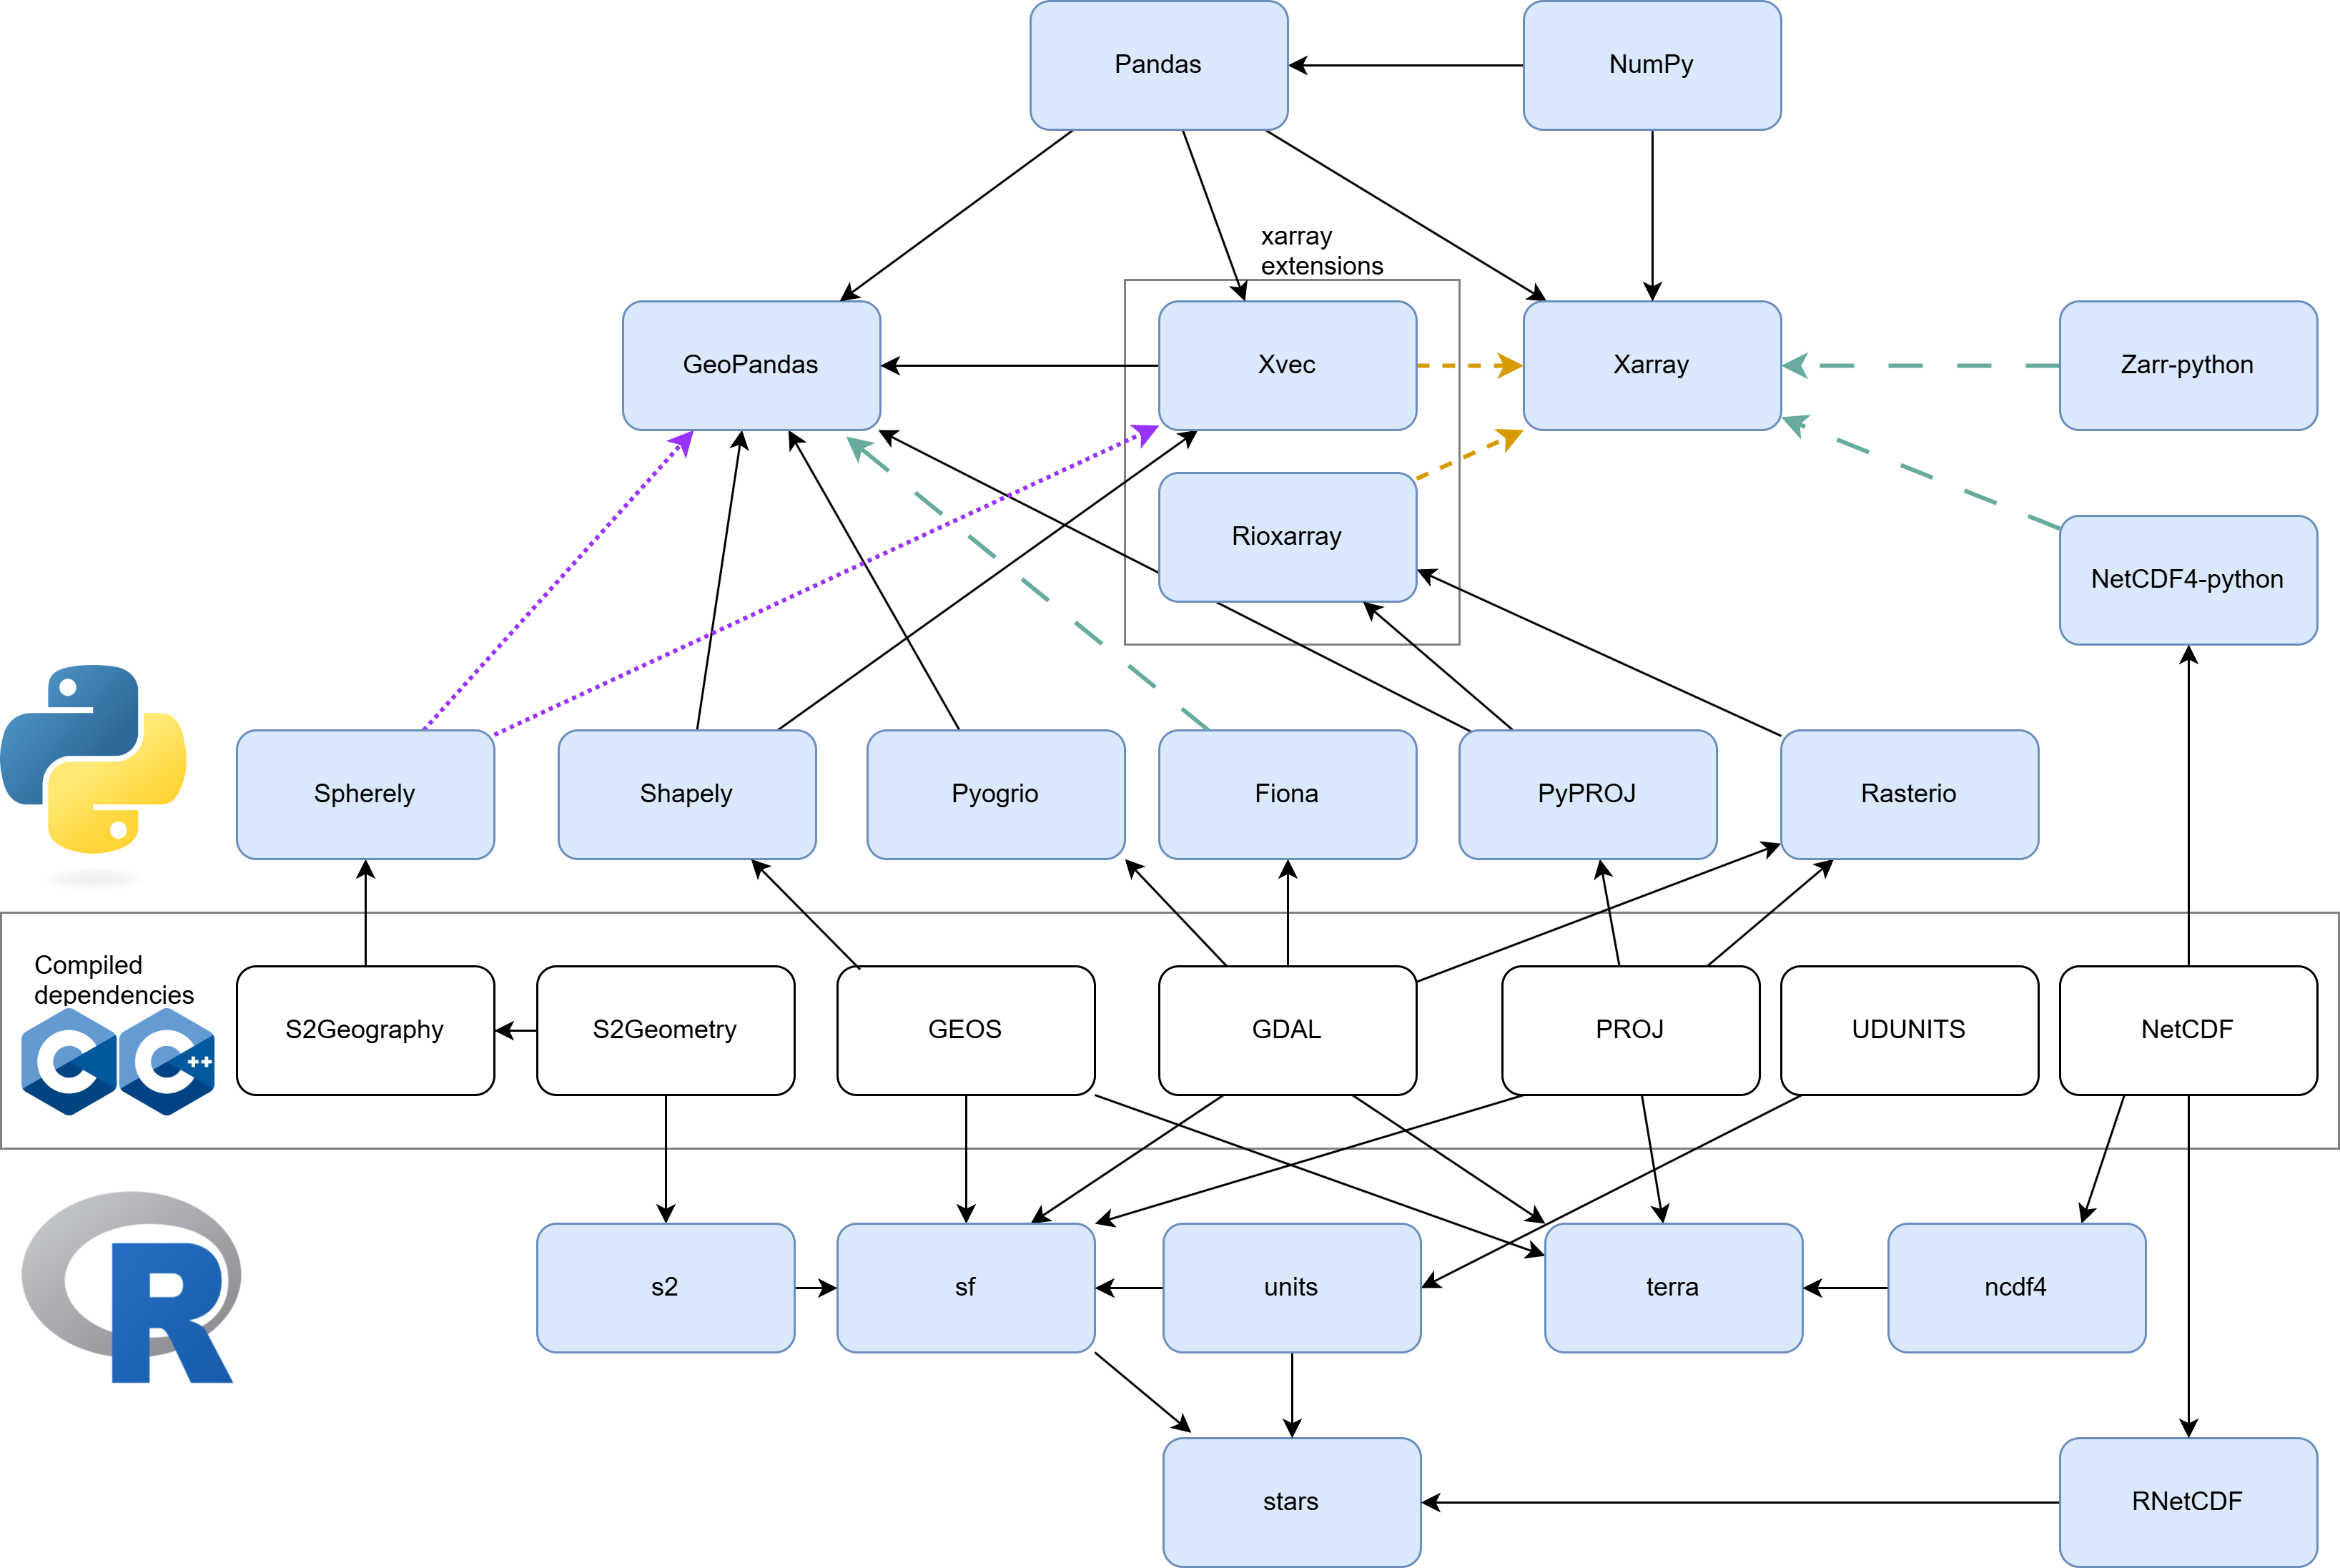 Pandas
NumPy
xarray
extensions
GeoPandas
Xvec
Xarray
Zarr-python
Rioxarray
NetCDF4-python
Spherely
Shapely
Pyogrio
Fiona
PyPROJ
Rasterio
Compiled
dependencies
C
C++
S2Geography
S2Geometry
GEOS
GDAL
PROJ
UDUNITS
NetCDF
R
s2
sf
units
terra
ncdf4
stars
RNetCDF